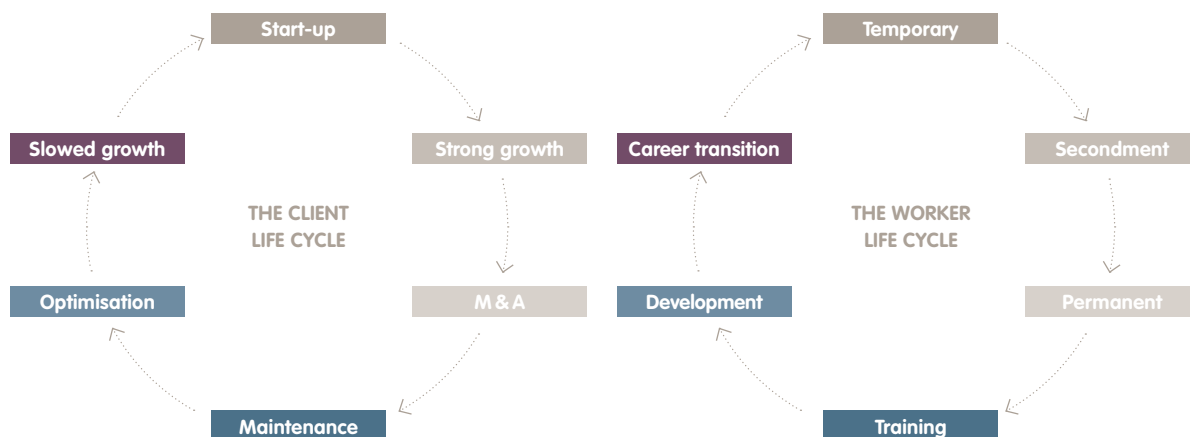 Start-up
Strong growth
M & A
Maintenance
Optimisation
Slowed growth
THE CLIENT
LIFE CYCLE
Temporary
Secondment
Permanent
Training
Development
Career transition
THE WORKER
LIFE CYCLE